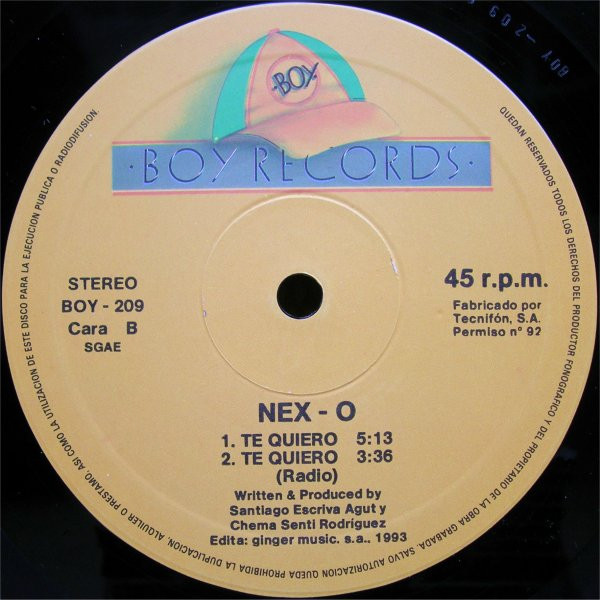 BOY
· BOY RECORDS ·
STEREO
BOY - 209
Cara B
SGAE
45 r.p.m.
Fabricado por
Tecnifón, S.A.
Permiso nº 92
NEX - O
1. TE QUIERO 5:13
2. TE QUIERO 3:36
(Radio)
Written & Produced by
Santiago Escriva Agut y
Chema Senti Rodríguez
Edita: ginger music. s.a., 1993
QUEDAN RESERVADOS TODOS LOS DERECHOS DEL PRODUCTOR FONOGRAFICO Y DEL PROPIETARIO DE LA OBRA GRABADA. SALVO AUTORIZACION QUEDA PROHIBIDA LA DUPLICACION, ALQUILER O PRESTAMO, ASI COMO LA UTILIZACION DE ESTE DISCO PARA LA EJECUCION PUBLICA O RADIODIFUSION.
BOY-209